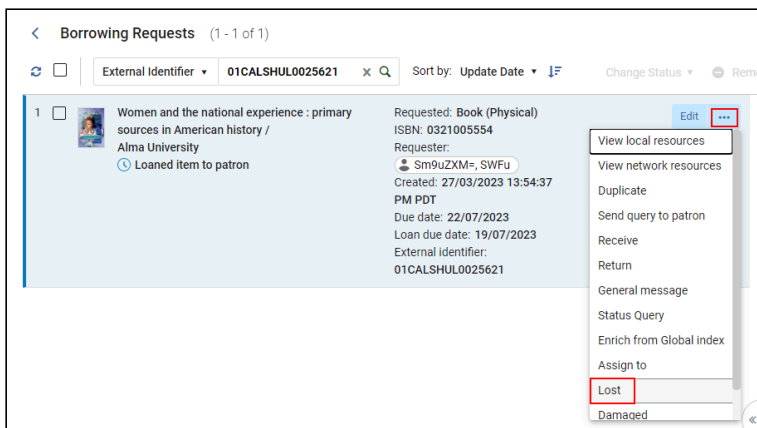 Borrowing Requests (1 - 1 of 1)
External Identifier 01CALSHUL0025621 X Sort by: Update Date Change Status
1
Women and the national experience : primary
sources in American history /
Alma University
Loaned item to patron
Requested: Book (Physical)
ISBN: 0321005554
Requester:
Sm9uZXM=, SWFu
Created: 27/03/2023 13:54:37
PM PDT
Due date: 22/07/2023
Loan due date: 19/07/2023
External identifier:
01CALSHUL0025621
Edit ...
View local resources
View network resources
Duplicate
Send query to patron
Receive
Return
General message
Status Query
Enrich from Global index
Assign to
Lost
Damaged